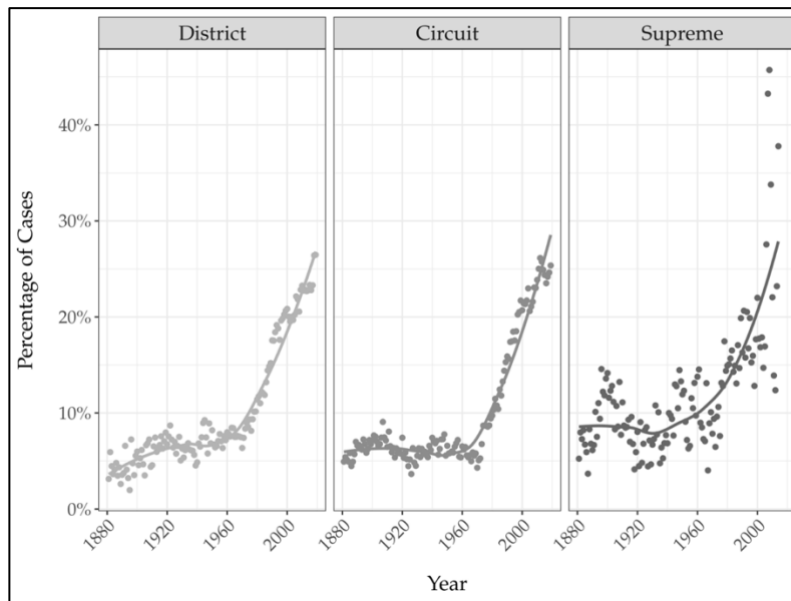 District Circuit Supreme
40%
30%
20%
10%
0%
1880 1920 1960 2000 1880 1920 1960 2000 1880 1920 1960 2000
Percentage of Cases
Year